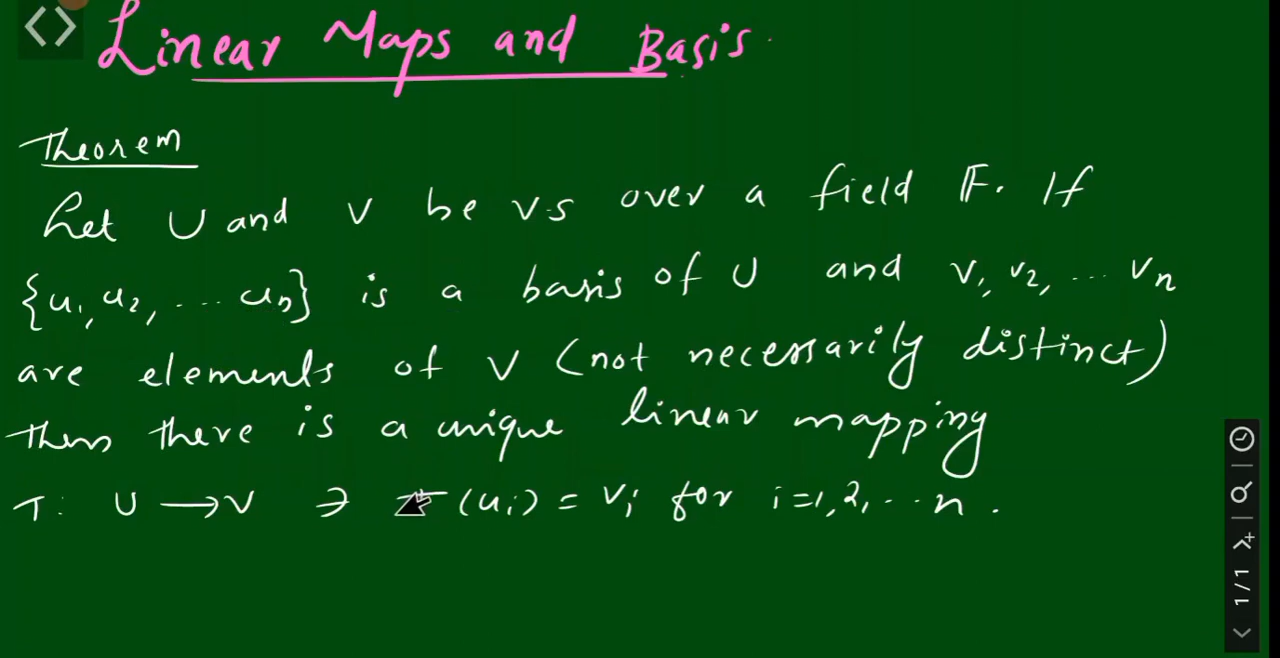 Linear Maps and Basis.
Theorem
Let U and V be v.s over a field F. If
{u₁, u₂, ... uₙ} is a basis of U and v₁, v₂, ... vₙ
are elements of V (not necessarily distinct)
then there is a unique linear mapping
T: U → V ∋ T(uᵢ) = vᵢ for i=1,2,...n.
1/1